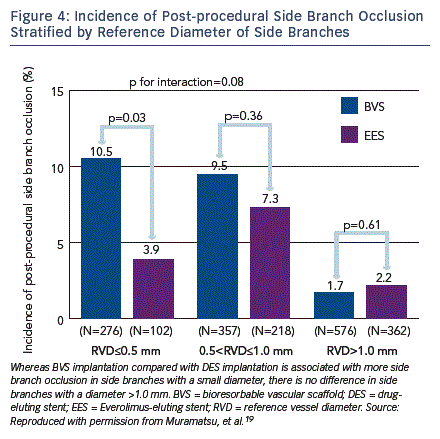 Figure 4: Incidence of Post-procedural Side Branch Occlusion
Stratified by Reference Diameter of Side Branches
Incidence of post-procedural side branch occlusion (%)
15
10
5
0
p for interaction=0.08
BVS
EES
p=0.03
10.5
3.9
p=0.36
9.5
7.3
p=0.61
1.7
2.2
(N=276) (N=102) (N=357) (N=218) (N=576) (N=362)
RVD≤0.5 mm 0.5<RVD≤1.0 mm RVD>1.0 mm
Whereas BVS implantation compared with DES implantation is associated with more side
branch occlusion in side branches with a small diameter, there is no difference in side
branches with a diameter >1.0 mm. BVS = bioresorbable vascular scaffold; DES = drug-
eluting stent; EES = Everolimus-eluting stent; RVD = reference vessel diameter. Source:
Reproduced with permission from Muramatsu, et al.¹⁹